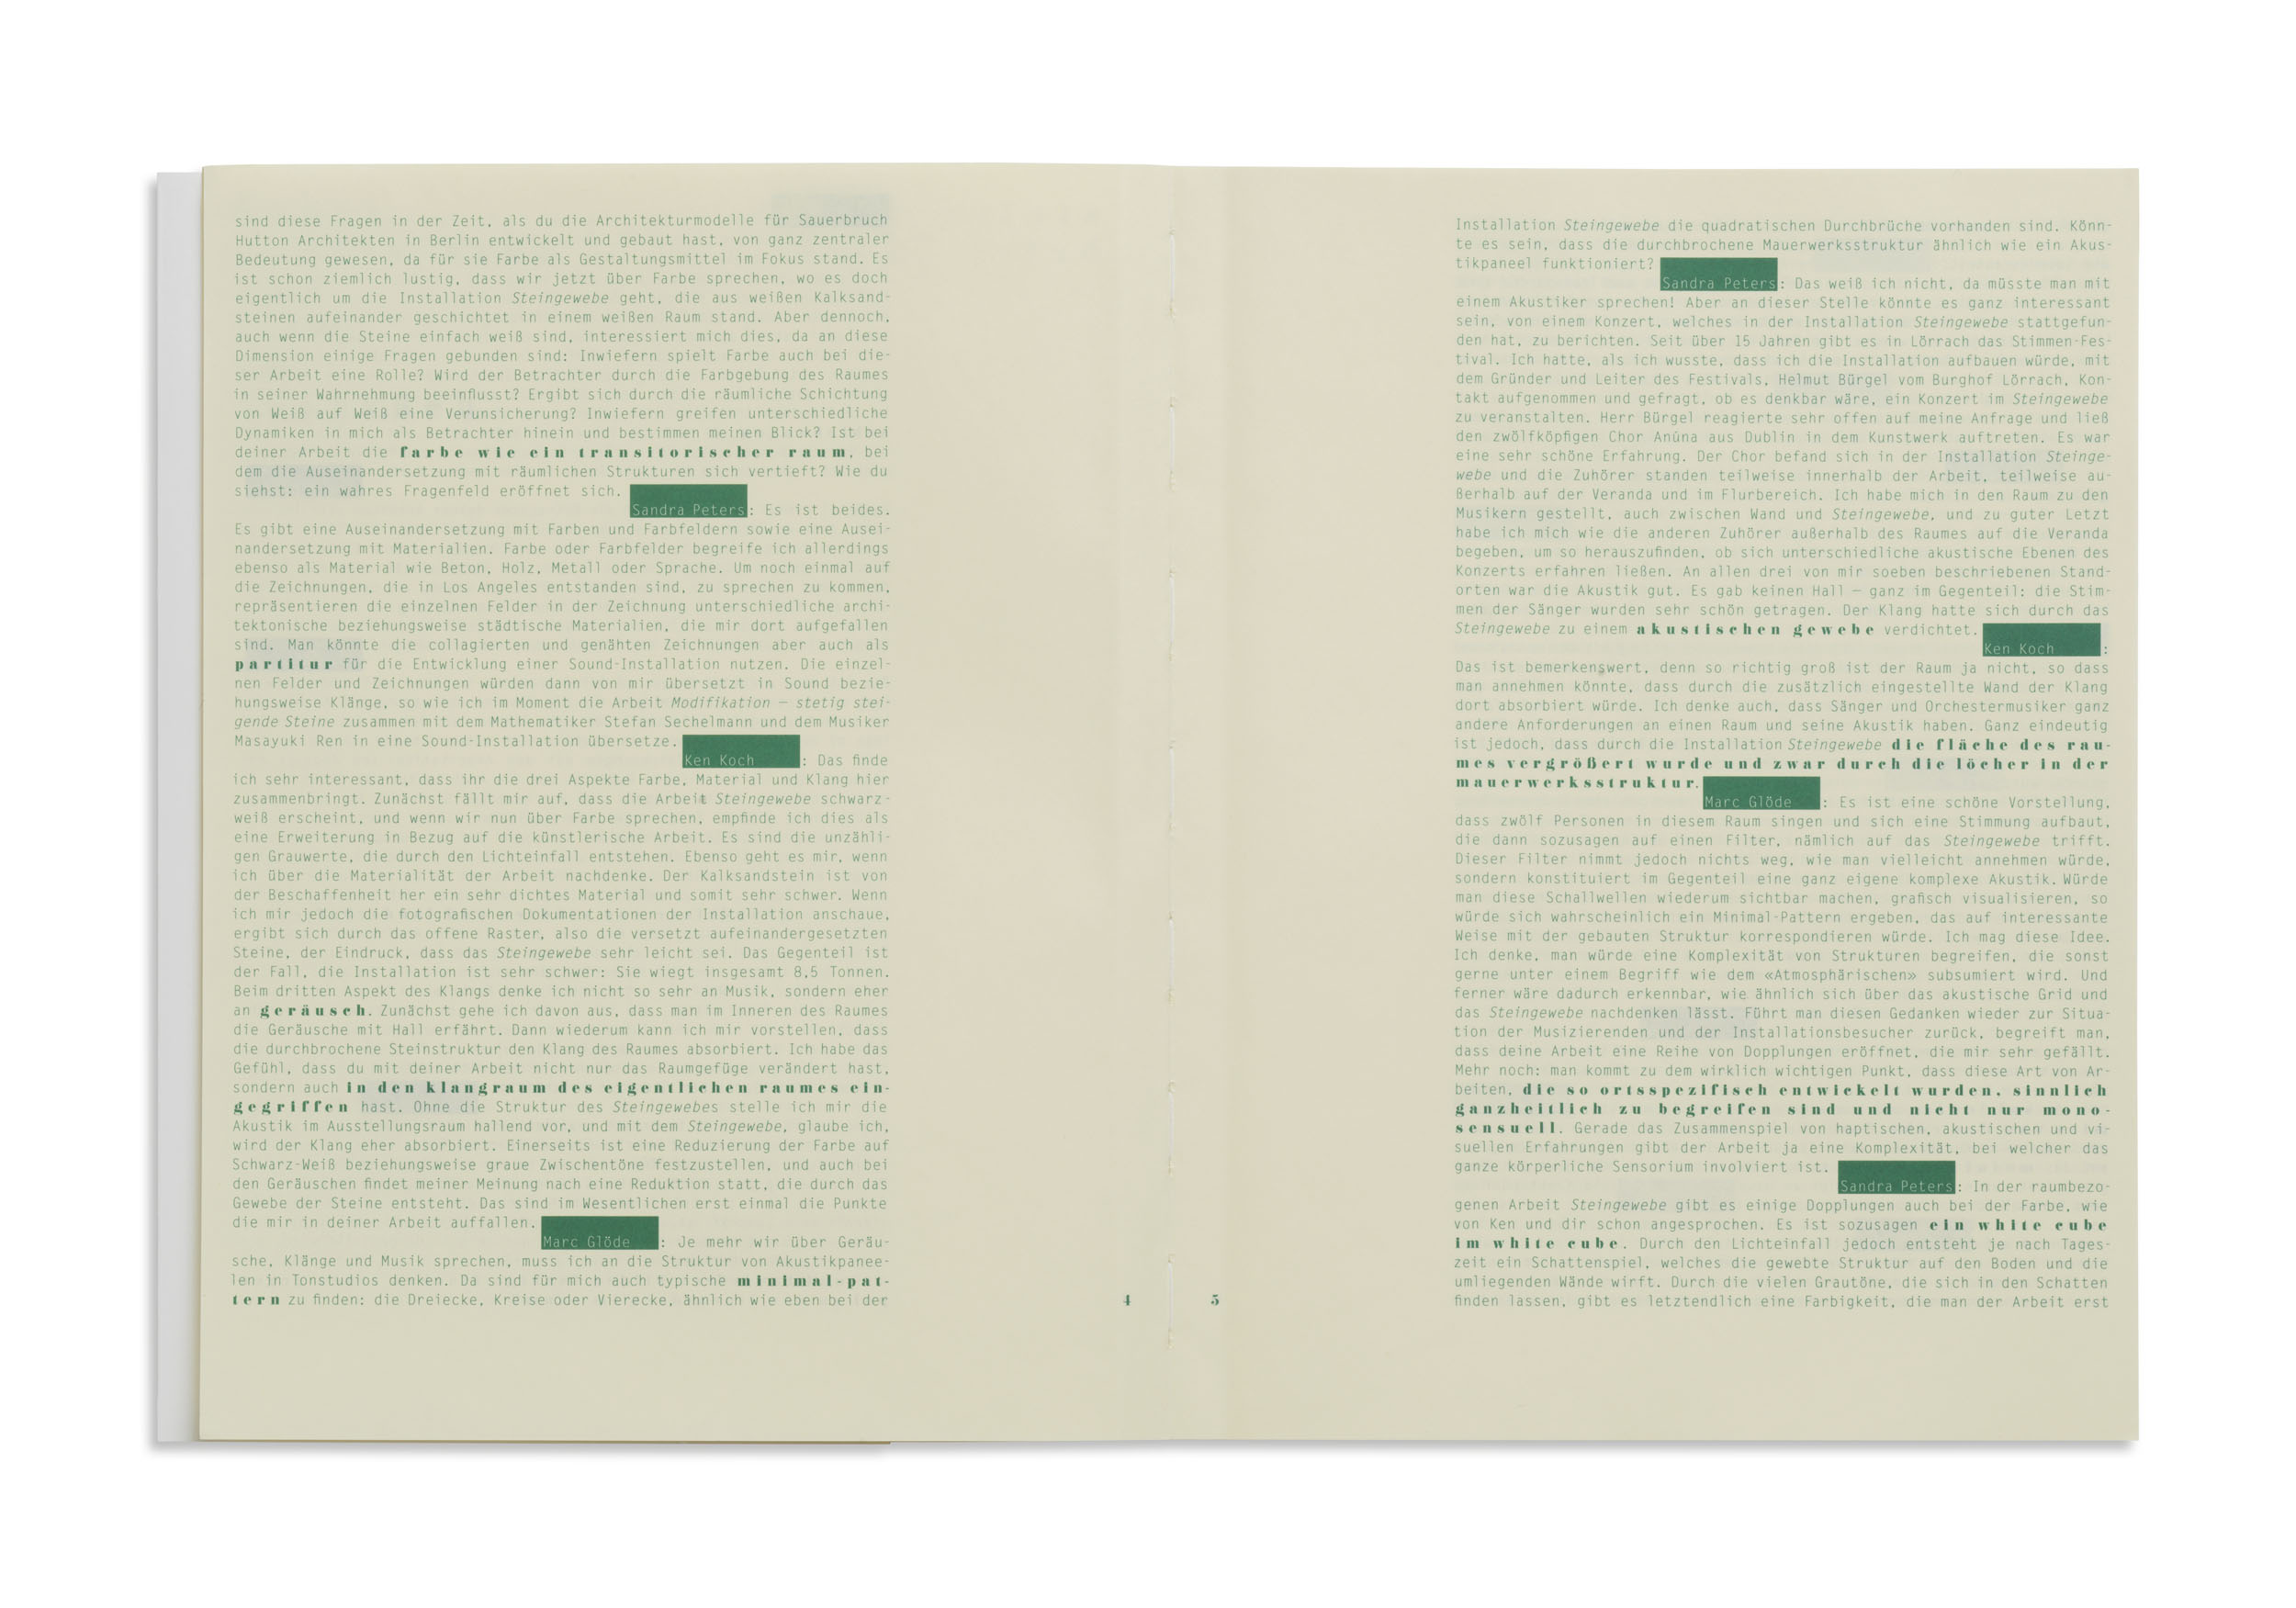 sind diese Fragen in der Zeit, als du die Architekturmodelle für Sauerbruch
Hutton Architekten in Berlin entwickelt und gebaut hast, von ganz zentraler
Bedeutung gewesen, da für sie Farbe als Gestaltungsmittel im Fokus stand. Es
ist schon ziemlich lustig, dass wir jetzt über Farbe sprechen, wo es doch
eigentlich um die Installation Steingewebe geht, die aus weißen Kalksand-
steinen aufeinander geschichtet in einem weißen Raum stand. Aber dennoch,
auch wenn die Steine einfach weiß sind, interessiert mich dies, da an diese
Dimension einige Fragen gebunden sind: Inwiefern spielt Farbe auch bei die-
ser Arbeit eine Rolle? Wird der Betrachter durch die Farbgebung des Raumes
in seiner Wahrnehmung beeinflusst? Ergibt sich durch die räumliche Schichtung
von Weiß auf Weiß eine Verunsicherung? Inwiefern greifen unterschiedliche
Dynamiken in mich als Betrachter hinein und bestimmen meinen Blick? Ist bei
deiner Arbeit die farbe wie ein transitorischer raum, bei
dem die Auseinandersetzung mit räumlichen Strukturen sich vertieft? Wie du
siehst: ein wahres Fragenfeld eröffnet sich.
Sandra Peters: Es ist beides.
Es gibt eine Auseinandersetzung mit Farben und Farbfeldern sowie eine Ausei-
nandersetzung mit Materialien. Farbe oder Farbfelder begreife ich allerdings
ebenso als Material wie Beton, Holz, Metall oder Sprache. Um noch einmal auf
die Zeichnungen, die in Los Angeles entstanden sind, zu sprechen zu kommen,
repräsentieren die einzelnen Felder in der Zeichnung unterschiedliche archi-
tektonische beziehungsweise städtische Materialien, die mir dort aufgefallen
sind. Man könnte die collagierten und genähten Zeichnungen aber auch als
partitur für die Entwicklung einer Sound-Installation nutzen. Die einzel-
nen Felder und Zeichnungen würden dann von mir übersetzt in Sound bezie-
hungsweise Klänge, so wie ich im Moment die Arbeit Modifikation – stetig stei-
gende Steine zusammen mit dem Mathematiker Stefan Sechelmann und dem Musiker
Masayuki Ren in eine Sound-Installation übersetze.
Ken Koch: Das finde
ich sehr interessant, dass ihr die drei Aspekte Farbe, Material und Klang hier
zusammenbringt. Zunächst fällt mir auf, dass die Arbeit Steingewebe schwarz-
weiß erscheint, und wenn wir nun über Farbe sprechen, empfinde ich dies als
eine Erweiterung in Bezug auf die künstlerische Arbeit. Es sind die unzähli-
gen Grauwerte, die durch den Lichteinfall entstehen. Ebenso geht es mir, wenn
ich über die Materialität der Arbeit nachdenke. Der Kalksandstein ist von
der Beschaffenheit her ein sehr dichtes Material und somit sehr schwer. Wenn
ich mir jedoch die fotografischen Dokumentationen der Installation anschaue,
ergibt sich durch das offene Raster, also die versetzt aufeinandergesetzten
Steine, der Eindruck, dass das Steingewebe sehr leicht sei. Das Gegenteil ist
der Fall, die Installation ist sehr schwer: Sie wiegt insgesamt 8,5 Tonnen.
Beim dritten Aspekt des Klangs denke ich nicht so sehr an Musik, sondern eher
an geräusch. Zunächst gehe ich davon aus, dass man im Inneren des Raumes
die Geräusche mit Hall erfährt. Dann wiederum kann ich mir vorstellen, dass
die durchbrochene Steinstruktur den Klang des Raumes absorbiert. Ich habe das
Gefühl, dass du mit deiner Arbeit nicht nur das Raumgefüge verändert hast,
sondern auch in den klangraum des eigentlichen raumes ein-
gegriffen hast. Ohne die Struktur des Steingewebes stelle ich mir die
Akustik im Ausstellungsraum hallend vor, und mit dem Steingewebe, glaube ich,
wird der Klang eher absorbiert. Einerseits ist eine Reduzierung der Farbe auf
Schwarz-Weiß beziehungsweise graue Zwischentöne festzustellen, und auch bei
den Geräuschen findet meiner Meinung nach eine Reduktion statt, die durch das
Gewebe der Steine entsteht. Das sind im Wesentlichen erst einmal die Punkte
die mir in deiner Arbeit auffallen.
Marc Glöde: Je mehr wir über Geräu-
sche, Klänge und Musik sprechen, muss ich an die Struktur von Akustikpanee-
len in Tonstudios denken. Da sind für mich auch typische minimal-pat-
tern zu finden: die Dreiecke, Kreise oder Vierecke, ähnlich wie eben bei der
4
5
Installation Steingewebe die quadratischen Durchbrüche vorhanden sind. Könn-
te es sein, dass die durchbrochene Mauerwerksstruktur ähnlich wie ein Akus-
tikpaneel funktioniert?
Sandra Peters: Das weiß ich nicht, da müsste man mit
einem Akustiker sprechen! Aber an dieser Stelle könnte es ganz interessant
sein, von einem Konzert, welches in der Installation Steingewebe stattgefun-
den hat, zu berichten. Seit über 15 Jahren gibt es in Lörrach das Stimmen-Fes-
tival. Ich hatte, als ich wusste, dass ich die Installation aufbauen würde, mit
dem Gründer und Leiter des Festivals, Helmut Bürgel vom Burghof Lörrach, Kon-
takt aufgenommen und gefragt, ob es denkbar wäre, ein Konzert im Steingewebe
zu veranstalten. Herr Bürgel reagierte sehr offen auf meine Anfrage und ließ
den zwölfköpfigen Chor Anúna aus Dublin in dem Kunstwerk auftreten. Es war
eine sehr schöne Erfahrung. Der Chor befand sich in der Installation Steinge-
webe und die Zuhörer standen teilweise innerhalb der Arbeit, teilweise au-
ßerhalb auf der Veranda und im Flurbereich. Ich habe mich in den Raum zu den
Musikern gestellt, auch zwischen Wand und Steingewebe, und zu guter Letzt
habe ich mich wie die anderen Zuhörer außerhalb des Raumes auf die Veranda
begeben, um so herauszufinden, ob sich unterschiedliche akustische Ebenen des
Konzerts erfahren ließen. An allen drei von mir soeben beschriebenen Stand-
orten war die Akustik gut. Es gab keinen Hall – ganz im Gegenteil: die Stim-
men der Sänger wurden sehr schön getragen. Der Klang hatte sich durch das
Steingewebe zu einem akustischen gewebe verdichtet.
Ken Koch:
Das ist bemerkenswert, denn so richtig groß ist der Raum ja nicht, so dass
man annehmen könnte, dass durch die zusätzlich eingestellte Wand der Klang
dort absorbiert würde. Ich denke auch, dass Sänger und Orchestermusiker ganz
andere Anforderungen an einen Raum und seine Akustik haben. Ganz eindeutig
ist jedoch, dass durch die Installation Steingewebe die fläche des rau-
mes vergrößert wurde und zwar durch die löcher in der
mauerwerksstruktur.
Marc Glöde: Es ist eine schöne Vorstellung,
dass zwölf Personen in diesem Raum singen und sich eine Stimmung aufbaut,
die dann sozusagen auf einen Filter, nämlich auf das Steingewebe trifft.
Dieser Filter nimmt jedoch nichts weg, wie man vielleicht annehmen würde,
sondern konstituiert im Gegenteil eine ganz eigene komplexe Akustik. Würde
man diese Schallwellen wiederum sichtbar machen, grafisch visualisieren, so
würde sich wahrscheinlich ein Minimal-Pattern ergeben, das auf interessante
Weise mit der gebauten Struktur korrespondieren würde. Ich mag diese Idee.
Ich denke, man würde eine Komplexität von Strukturen begreifen, die sonst
gerne unter einem Begriff wie dem «Atmosphärischen» subsumiert wird. Und
ferner wäre dadurch erkennbar, wie ähnlich sich über das akustische Grid und
das Steingewebe nachdenken lässt. Führt man diesen Gedanken wieder zur Situa-
tion der Musizierenden und der Installationsbesucher zurück, begreift man,
dass deine Arbeit eine Reihe von Dopplungen eröffnet, die mir sehr gefällt.
Mehr noch: man kommt zu dem wirklich wichtigen Punkt, dass diese Art von Ar-
beiten, die so ortsspezifisch entwickelt wurden, sinnlich
ganzheitlich zu begreifen sind und nicht nur mono-
sensuell. Gerade das Zusammenspiel von haptischen, akustischen und vi-
suellen Erfahrungen gibt der Arbeit ja eine Komplexität, bei welcher das
ganze körperliche Sensorium involviert ist.
Sandra Peters: In der raumbezo-
genen Arbeit Steingewebe gibt es einige Dopplungen auch bei der Farbe, wie
von Ken und dir schon angesprochen. Es ist sozusagen ein white cube
im white cube. Durch den Lichteinfall jedoch entsteht je nach Tages-
zeit ein Schattenspiel, welches die gewebte Struktur auf den Boden und die
umliegenden Wände wirft. Durch die vielen Grautöne, die sich in den Schatten
finden lassen, gibt es letztendlich eine Farbigkeit, die man der Arbeit erst